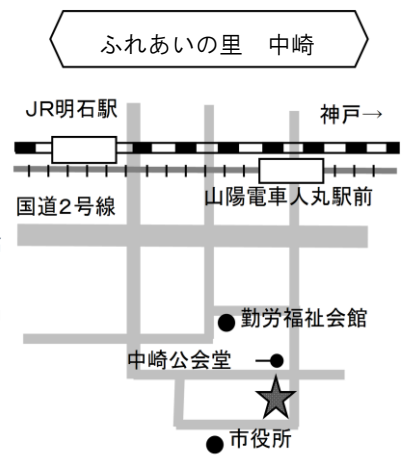 ふれあいの里　中崎
JR明石駅
神戸→
山陽電車人丸駅前
国道2号線
勤労福祉会館
中崎公会堂
市役所